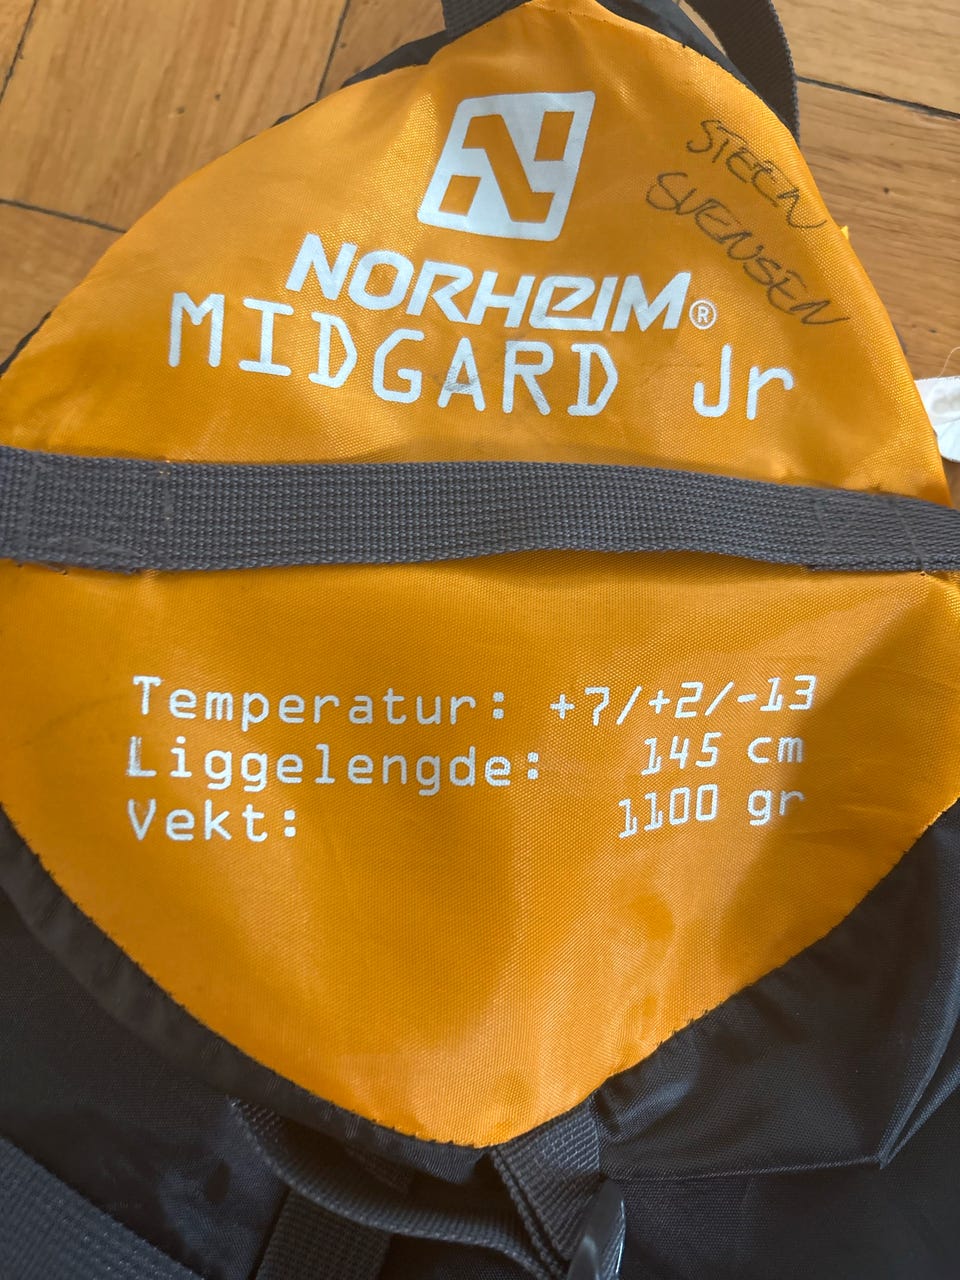 STEEN
SVENSEN
N
NORHEIM®
MIDGARD Jr
Temperatur: +7/+2/-13
Liggelengde: 145 cm
Vekt: 1100 gr